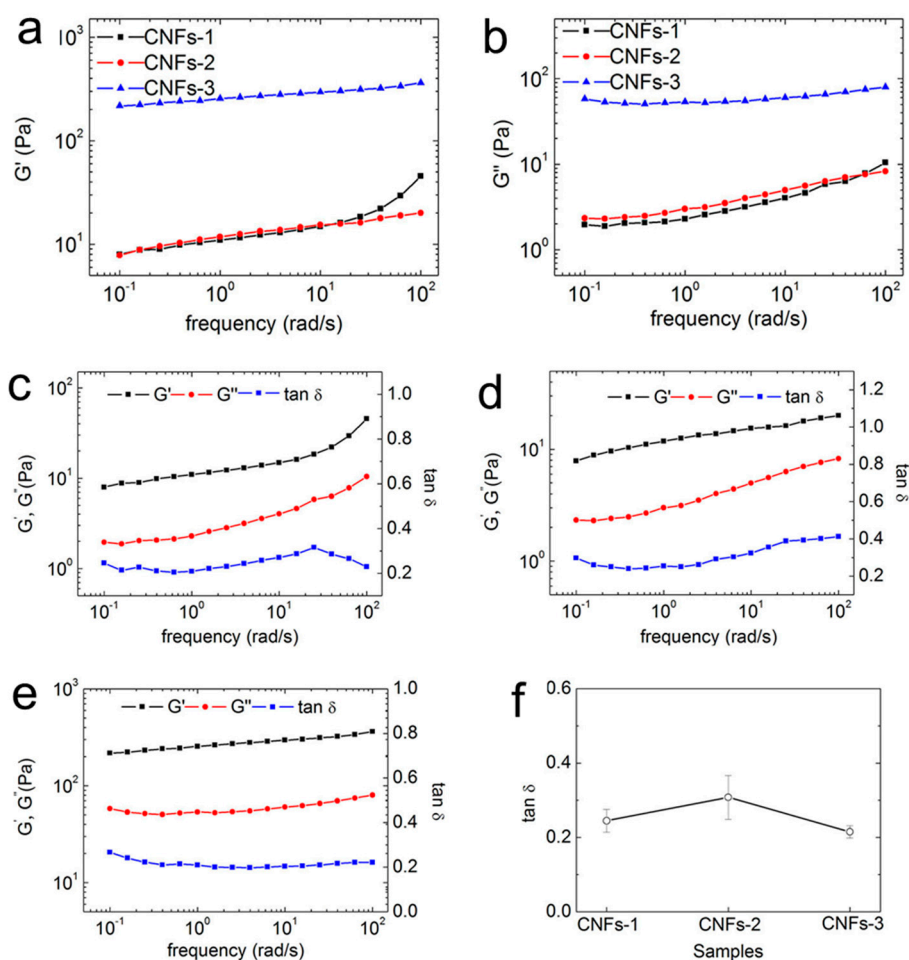 a
10³
CNFs-1
CNFs-2
CNFs-3
10²
10¹
G' (Pa)
10⁻¹ 10⁰ 10¹ 10²
frequency (rad/s)
b
CNFs-1
CNFs-2
CNFs-3
10²
10¹
10⁰
G'' (Pa)
10⁻¹ 10⁰ 10¹ 10²
frequency (rad/s)
c
G' G'' tan δ
10²
10¹
10⁰
G', G''(Pa)
1.0
0.8
0.6
0.4
0.2
tan δ
10⁻¹ 10⁰ 10¹ 10²
frequency (rad/s)
d
G' G'' tan δ
10¹
10⁰
G', G''(Pa)
1.2
1.0
0.8
0.6
0.4
0.2
tan δ
10⁻¹ 10⁰ 10¹ 10²
frequency (rad/s)
e
G' G'' tan δ
10³
10²
10¹
G', G''(Pa)
1.0
0.8
0.6
0.4
0.2
0.0
tan δ
10⁻¹ 10⁰ 10¹ 10²
frequency (rad/s)
f
0.6
0.4
0.2
0.0
tan δ
CNFs-1 CNFs-2 CNFs-3
Samples